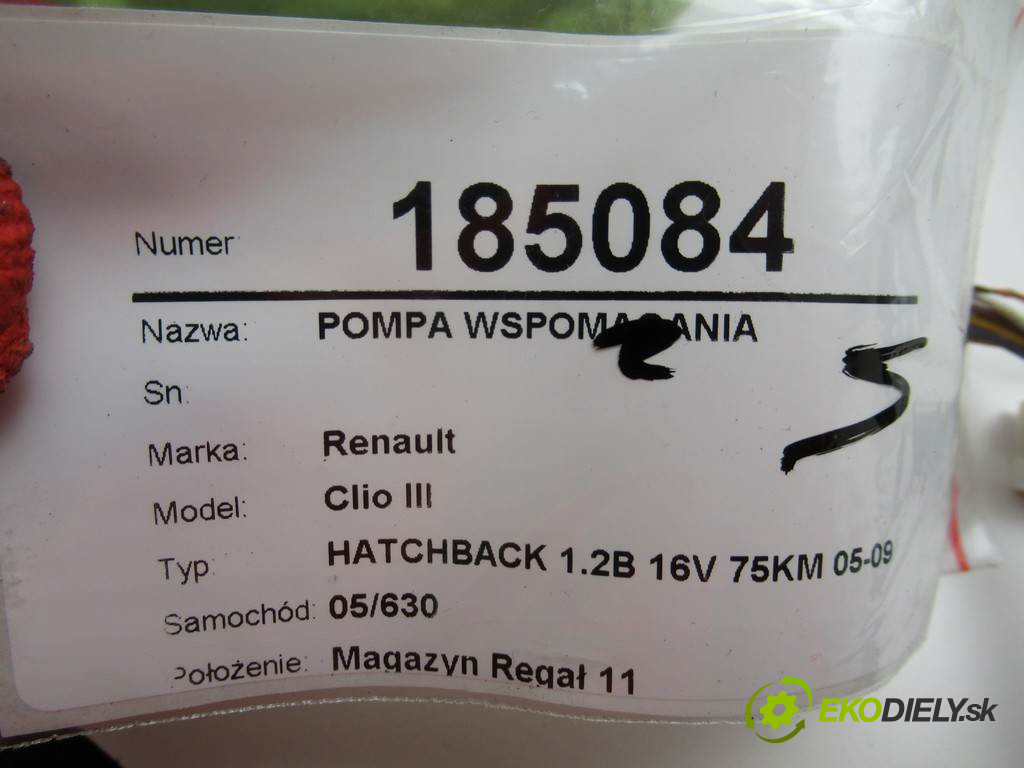 Numer 185084
Nazwa: POMPA WSPOMAGANIA
Sn:
Marka: Renault
Model: Clio III
Typ: HATCHBACK 1.2B 16V 75KM 05-09
Samochód: 05/630
Położenie: Magazyn Regał 11
EKODIELY.sk